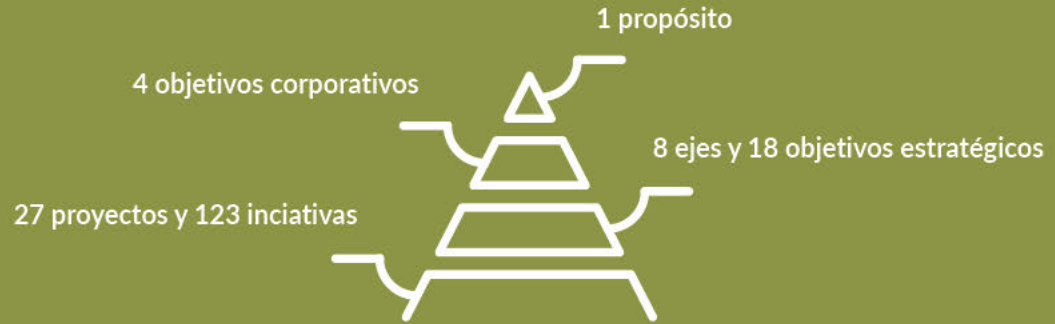 1 propósito
4 objetivos corporativos
8 ejes y 18 objetivos estratégicos
27 proyectos y 123 inciativas